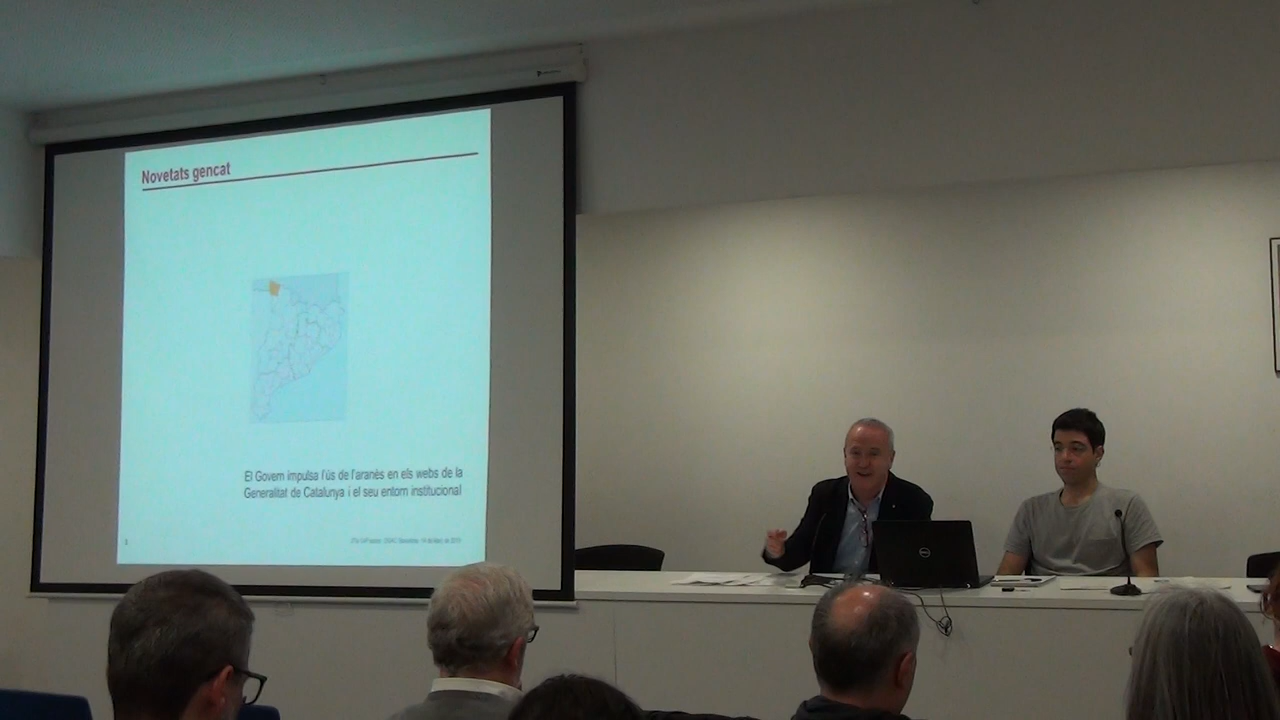 Novetats gencat
El Govern impulsa l'ús de l'aranès en els webs de la
Generalitat de Catalunya i el seu entorn institucional
DELL